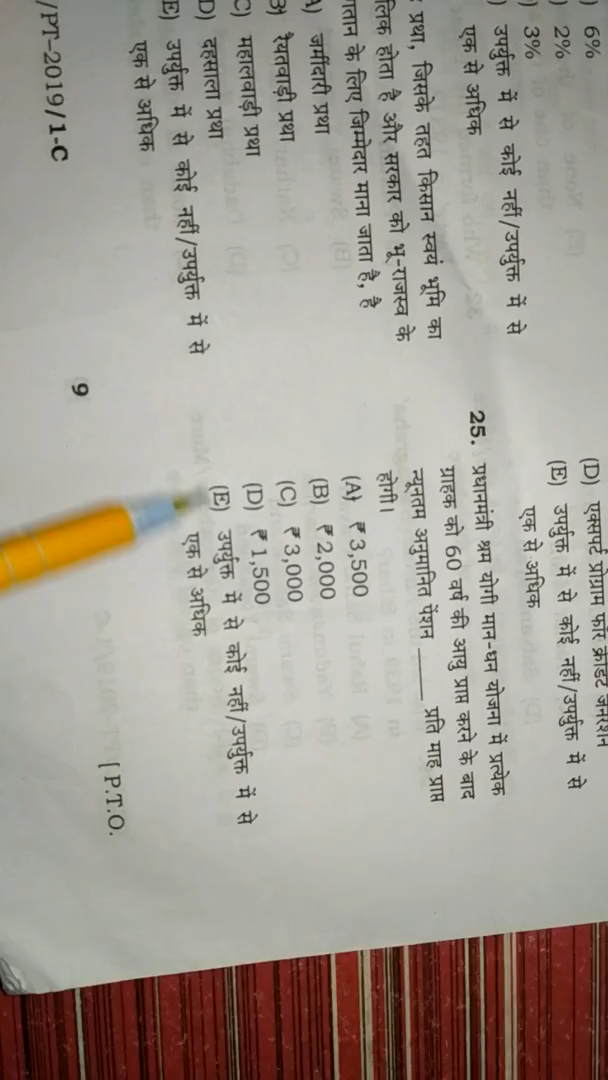 6%
2%
3%
उपर्युक्त में से कोई नहीं/उपर्युक्त में से
एक से अधिक
प्रथा, जिसके तहत किसान स्वयं भूमि का
होता है और सरकार को भू-राजस्व के
के लिए जिम्मेदार माना जाता है, है
जमींदारी प्रथा
रैयतवाड़ी प्रथा
C) महालवाड़ी प्रथा
D) दहसाला प्रथा
E) उपर्युक्त में से कोई नहीं/उपर्युक्त में से
एक से अधिक
/PT-2019/1-C
9
(D) एक्सपर्ट प्रोग्राम फॉर क्रेडिट जनरेशन
(E) उपर्युक्त में से कोई नहीं/उपर्युक्त में से
एक से अधिक
25. प्रधानमंत्री श्रम योगी मान-धन योजना में प्रत्येक
ग्राहक को 60 वर्ष की आयु प्राप्त करने के बाद
न्यूनतम अनुमानित पेंशन ____ प्रति माह प्राप्त
होगी।
(A) ₹ 3,500
(B) ₹ 2,000
(C) ₹ 3,000
(D) ₹ 1,500
(E) उपर्युक्त में से कोई नहीं/उपर्युक्त में से
एक से अधिक
[ P.T.O.